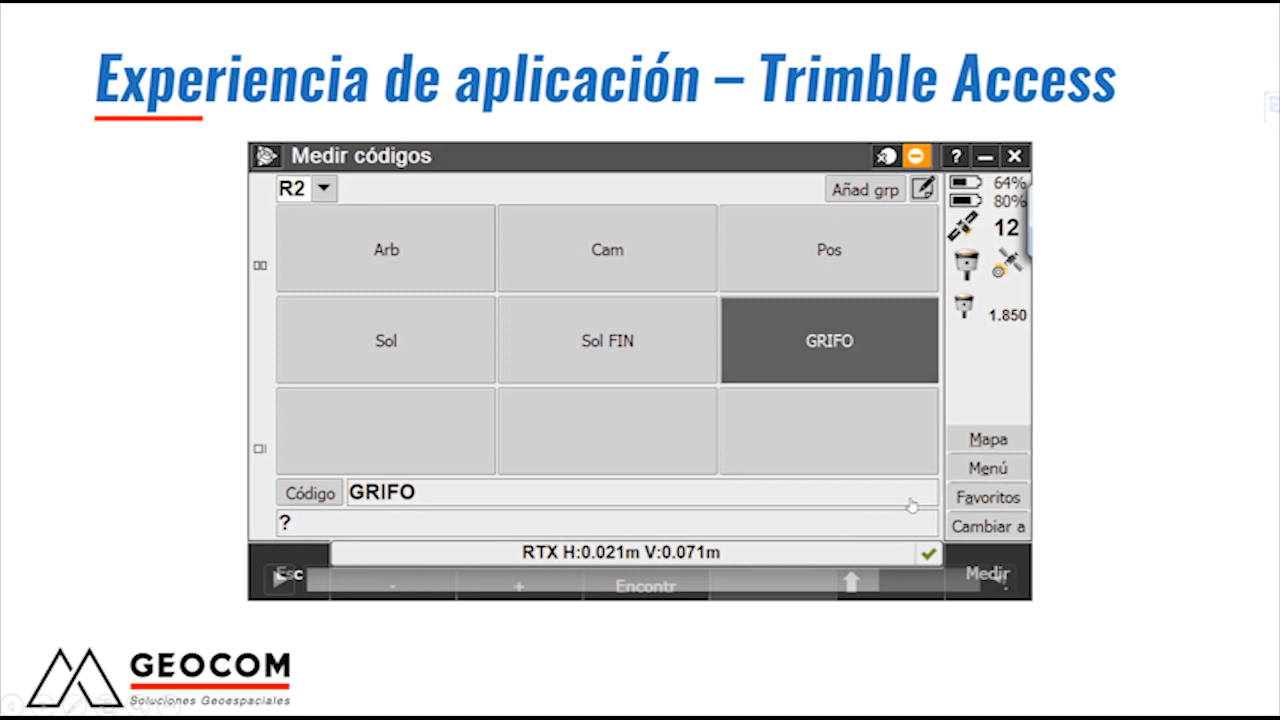 Experiencia de aplicación – Trimble Access
Medir códigos
?
R2
Añad grp
64%
80%
12
1.850
Arb
Cam
Pos
Sol
Sol FIN
GRIFO
Mapa
Menú
Favoritos
Cambiar a
Código
GRIFO
?
RTX H:0.021m V:0.071m
Esc
-
+
Encontr
Medir
GEOCOM
Soluciones Geoespaciales